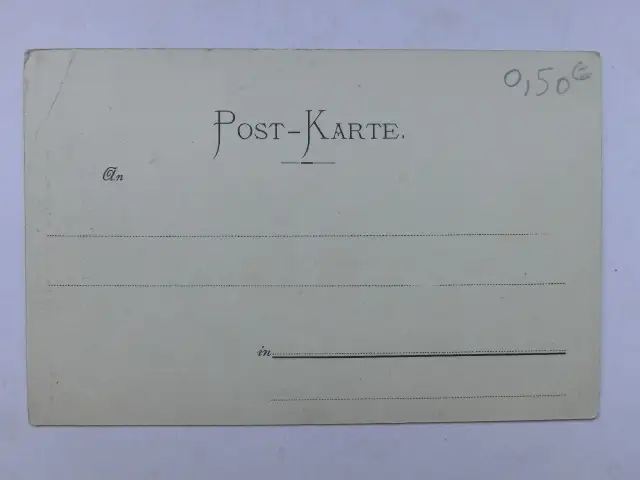 0,50€
POST-KARTE.
An
in